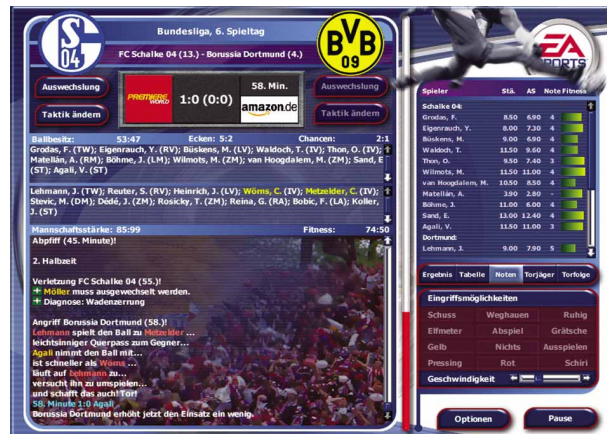 S
04
Bundesliga, 6. Spieltag
BVB
09
EA
SPORTS
FC Schalke 04 (13.) - Borussia Dortmund (4.)
Auswechslung
Taktik ändern
PREMIERE
WORLD
1:0 (0:0)
58. Min.
amazon.de
Auswechslung
Taktik ändern
Ballbesitz: 53:47 Ecken: 5:2 Chancen: 2:1
Grodas, F. (TW); Eigenrauch, Y. (RV); Büskens, M. (LV); Waldoch, T. (IV); Thon, O. (IV);
Matellán, A. (RM); Böhme, J. (LM); Wilmots, M. (ZM); van Hoogdalem, M. (ZM); Sand, E
(ST); Agali, V. (ST)
Lehmann, J. (TW); Reuter, S. (RV); Heinrich, J. (LV); Wörns, C. (IV); Metzelder, C. (IV);
Stevic, M. (DM); Dédé, J. (ZM); Rosicky, T. (ZM); Reina, G. (RA); Bobic, F. (LA); Koller,
J. (ST)
Mannschaftsstärke: 85:99 Fitness: 74:50
Abpfiff (45. Minute)!
2. Halbzeit
Verletzung FC Schalke 04 (55.)!
Möller muss ausgewechselt werden.
Diagnose: Wadenzerrung
Angriff Borussia Dortmund (58.)!
Lehmann spielt den Ball zu Metzelder ...
leichtsinniger Querpass zum Gegner...
Agali nimmt den Ball mit...
ist schneller als Wörns ...
läuft auf Lehmann zu...
versucht ihn zu umspielen...
und schafft das auch! Tor!
58. Minute 1:0 Agali
Borussia Dortmund erhöht jetzt den Einsatz ein wenig.
Spieler Stä. AS Note Fitness
Schalke 04:
Grodas, F. 8.50 6.90 4
Eigenrauch, Y. 8.00 7.30 4
Büskens, M. 9.00 6.90 4
Waldoch, T. 11.50 9.60 4
Thon, O. 9.50 7.40 3
Wilmots, M. 11.50 11.00 4
van Hoogdalem, M. 10.50 8.50 4
Matellán, A. 3.90 2.80 -
Böhme, J. 11.00 6.00 4
Sand, E. 13.00 12.40 4
Agali, V. 11.50 11.00 3
Dortmund:
Lehmann, J. 9.00 7.90 5
Ergebnis Tabelle Noten Torjäger Torfolge
Eingriffsmöglichkeiten
Schuss Weghauen Ruhig
Elfmeter Abspiel Grätsche
Gelb Nichts Ausspielen
Pressing Rot Schiri
Geschwindigkeit
Optionen
Pause